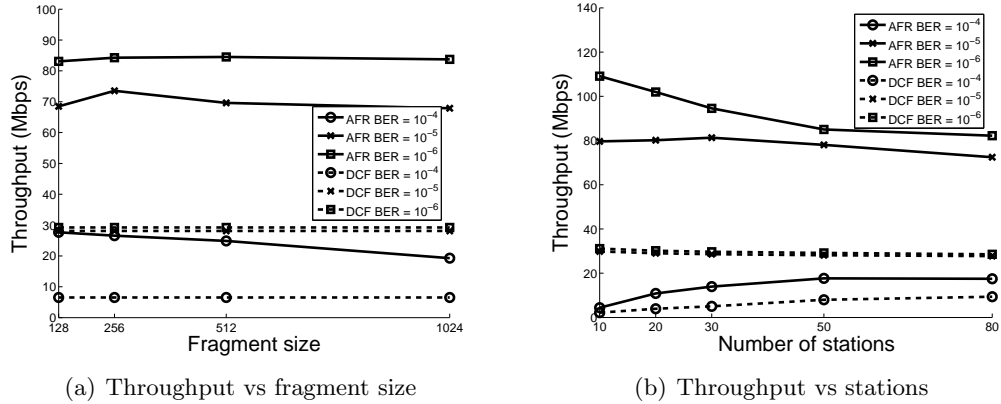 100
90
80
70
60
50
40
30
20
10
0
128
256
512
1024
Throughput (Mbps)
Fragment size
AFR BER = 10⁻⁴
AFR BER = 10⁻⁵
AFR BER = 10⁻⁶
DCF BER = 10⁻⁴
DCF BER = 10⁻⁵
DCF BER = 10⁻⁶
(a) Throughput vs fragment size
140
120
100
80
60
40
20
0
10
20
30
50
80
Throughput (Mbps)
Number of stations
AFR BER = 10⁻⁴
AFR BER = 10⁻⁵
AFR BER = 10⁻⁶
DCF BER = 10⁻⁴
DCF BER = 10⁻⁵
DCF BER = 10⁻⁶
(b) Throughput vs stations